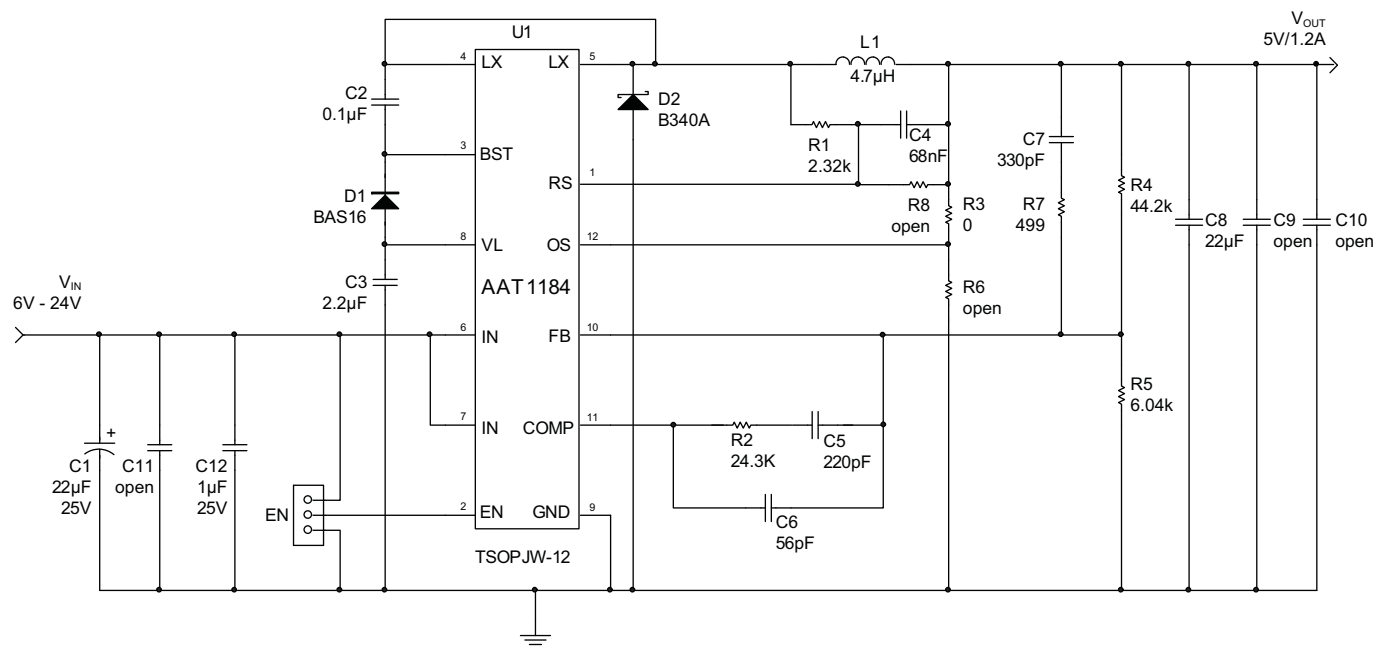 U1
V_OUT
5V/1.2A
L1
4.7µH
4
LX
LX
5
C2
0.1µF
D2
B340A
R1
2.32k
C4
68nF
C7
330pF
3
BST
1
RS
D1
BAS16
R8
open
R3
0
R7
499
R4
44.2k
C8
22µF
C9
open
C10
open
8
VL
OS
12
C3
2.2µF
AAT1184
R6
open
V_IN
6V - 24V
6
IN
FB
10
R5
6.04k
7
IN
COMP
11
R2
24.3K
C5
220pF
C1
22µF
25V
+
C11
open
C12
1µF
25V
EN
2
EN
GND
9
C6
56pF
TSOPJW-12